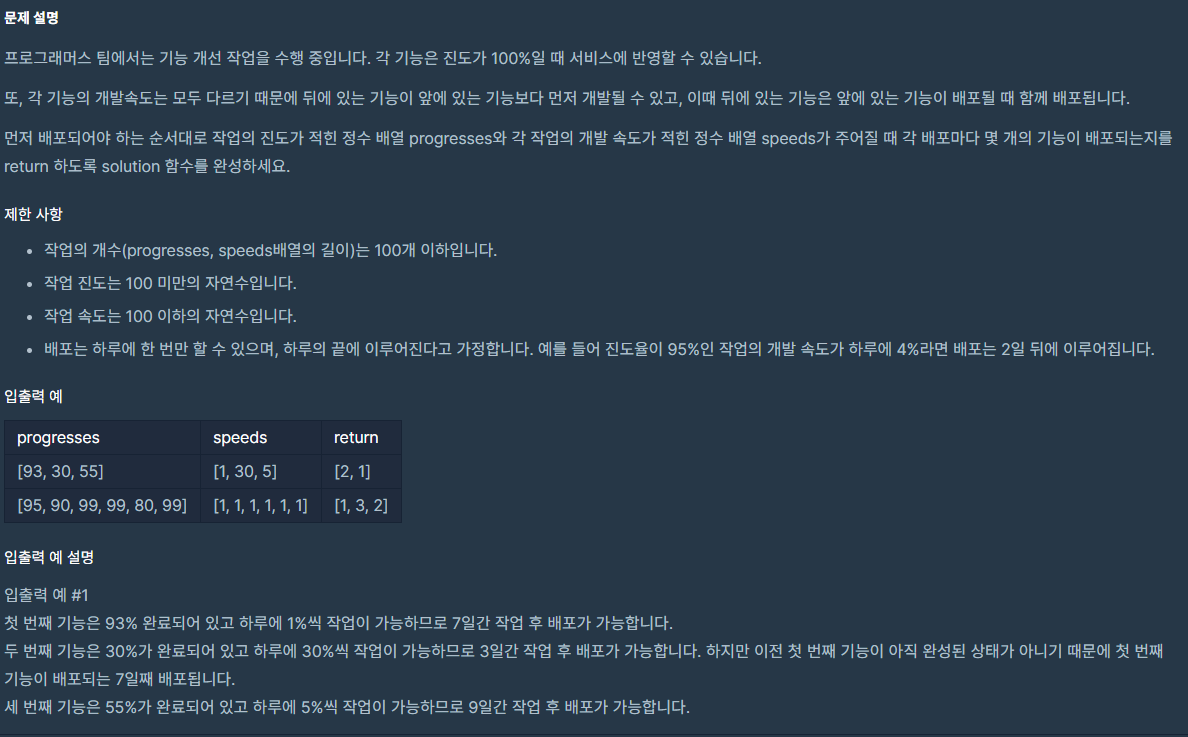 문제 설명
프로그래머스 팀에서는 기능 개선 작업을 수행 중입니다. 각 기능은 진도가 100%일 때 서비스에 반영할 수 있습니다.
또, 각 기능의 개발속도는 모두 다르기 때문에 뒤에 있는 기능이 앞에 있는 기능보다 먼저 개발될 수 있고, 이때 뒤에 있는 기능은 앞에 있는 기능이 배포될 때 함께 배포됩니다.
먼저 배포되어야 하는 순서대로 작업의 진도가 적힌 정수 배열 progresses와 각 작업의 개발 속도가 적힌 정수 배열 speeds가 주어질 때 각 배포마다 몇 개의 기능이 배포되는지를
return 하도록 solution 함수를 완성하세요.
제한 사항
• 작업의 개수(progresses, speeds배열의 길이)는 100개 이하입니다.
• 작업 진도는 100 미만의 자연수입니다.
• 작업 속도는 100 이하의 자연수입니다.
• 배포는 하루에 한 번만 할 수 있으며, 하루의 끝에 이루어진다고 가정합니다. 예를 들어 진도율이 95%인 작업의 개발 속도가 하루에 4%라면 배포는 2일 뒤에 이루어집니다.
입출력 예
progresses speeds return
[93, 30, 55] [1, 30, 5] [2, 1]
[95, 90, 99, 99, 80, 99] [1, 1, 1, 1, 1, 1] [1, 3, 2]
입출력 예 설명
입출력 예 #1
첫 번째 기능은 93% 완료되어 있고 하루에 1%씩 작업이 가능하므로 7일간 작업 후 배포가 가능합니다.
두 번째 기능은 30%가 완료되어 있고 하루에 30%씩 작업이 가능하므로 3일간 작업 후 배포가 가능합니다. 하지만 이전 첫 번째 기능이 아직 완성된 상태가 아니기 때문에 첫 번째
기능이 배포되는 7일째 배포됩니다.
세 번째 기능은 55%가 완료되어 있고 하루에 5%씩 작업이 가능하므로 9일간 작업 후 배포가 가능합니다.